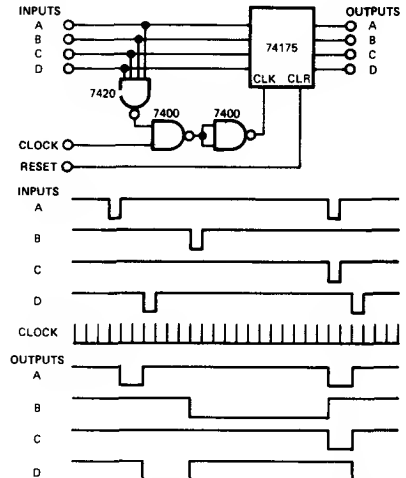 INPUTS OUTPUTS
A A
B 74175 B
C C
D D
CLK CLR
7420
7400 7400
CLOCK
RESET
INPUTS
A
B
C
D
CLOCK
OUTPUTS
A
B
C
D